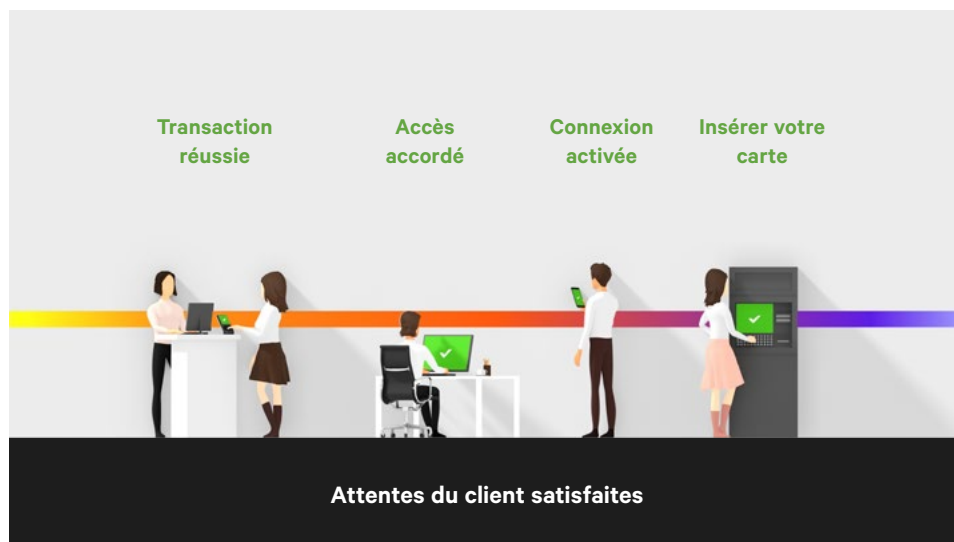 Transaction
réussie
Accès
accordé
Connexion
activée
Insérer votre
carte
Attentes du client satisfaites